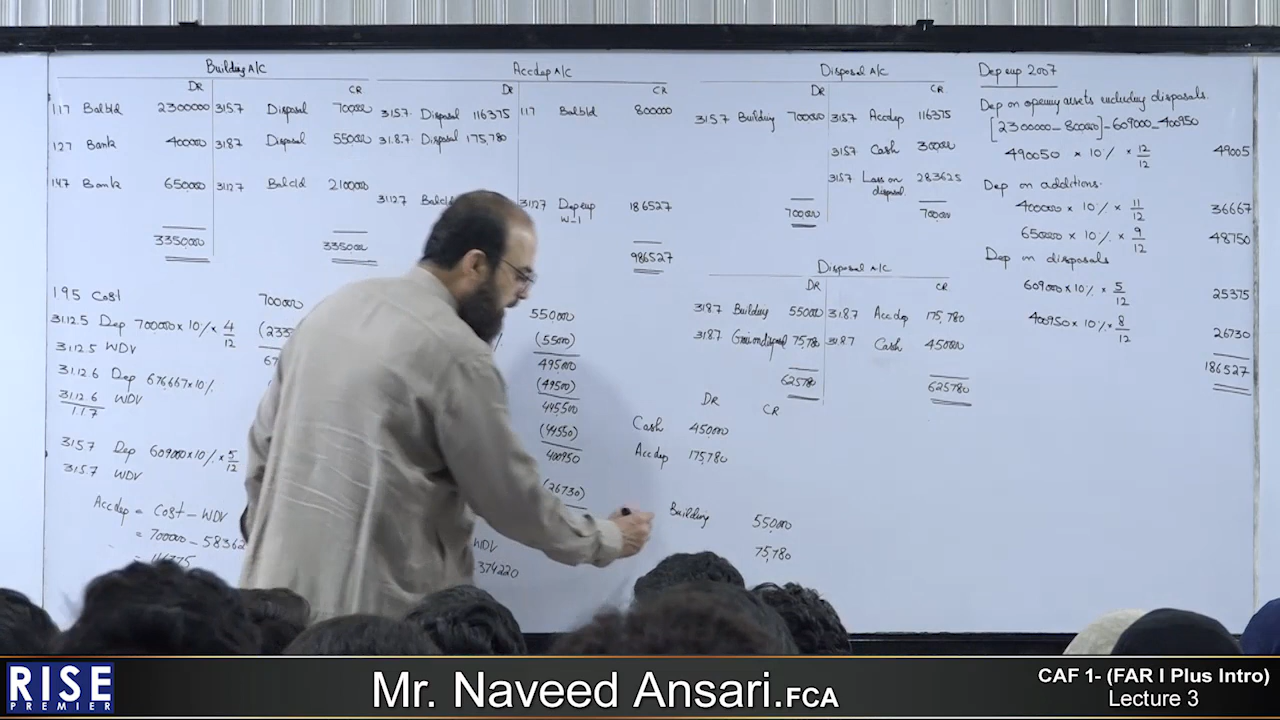 Building A/C
DR CR
1.1.7 Bal b/d 2300000 31.5.7 Disposal 700000
1.2.7 Bank 400000 31.8.7 Disposal 550000
1.4.7 Bank 650000 31.12.7 Bal c/d 2100000
3350000 3350000
Acc dep A/C
DR CR
31.5.7 Disposal 116375 1.1.7 Bal b/d 800000
31.8.7 Disposal 175,780
31.12.7 Bal c/d 31.12.7 Dep exp W-1 186527
986527
Disposal A/C
DR CR
31.5.7 Building 700000 31.5.7 Acc dep 116375
31.5.7 Cash 300000
31.5.7 Loss on disposal 283625
700000 700000
Disposal A/C
DR CR
31.8.7 Building 550000 31.8.7 Acc dep 175,780
31.8.7 Gain on disposal 75,780 31.8.7 Cash 450000
625780 625780
Dep exp 2007
Dep on opening assets excluding disposals.
[2300000 - 800000] - 609000 - 400950
490050 × 10% × 12/12 49005
Dep on additions.
400000 × 10% × 11/12 36667
650000 × 10% × 9/12 48750
Dep on disposals
609000 × 10% × 5/12 25375
400950 × 10% × 8/12 26730
186527
1.9.5 Cost 700000
31.12.5 Dep 700000 × 10% × 4/12
31.12.5 WDV
31.12.6 Dep 676,667 × 10%
31.12.6 WDV
1.1.7
31.5.7 Dep 609000 × 10% × 5/12
31.5.7 WDV
Acc dep = Cost - WDV
= 700000 -
550,000
(55000)
495000
(49500)
445,500
(44550)
400950
(26730)
WDV
374220
DR CR
Cash 450000
Acc dep 175,780
Building 550000
75,780
RISE
PREMIER
Mr. Naveed Ansari.FCA
CAF 1- (FAR I Plus Intro)
Lecture 3